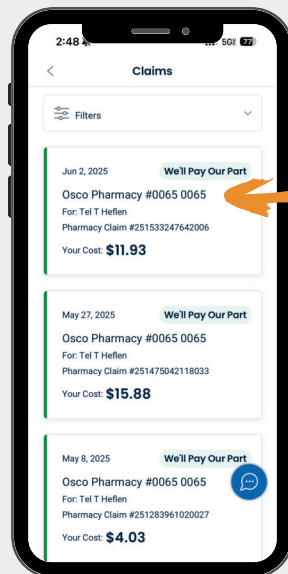 2:48
5G
77
Claims
Filters
Jun 2, 2025 We'll Pay Our Part
Osco Pharmacy #0065 0065
For: Tel T Heflen
Pharmacy Claim #251533247642006
Your Cost: $11.93
May 27, 2025 We'll Pay Our Part
Osco Pharmacy #0065 0065
For: Tel T Heflen
Pharmacy Claim #251475042118033
Your Cost: $15.88
May 8, 2025 We'll Pay Our Part
Osco Pharmacy #0065 0065
For: Tel T Heflen
Pharmacy Claim #251283961020027
Your Cost: $4.03